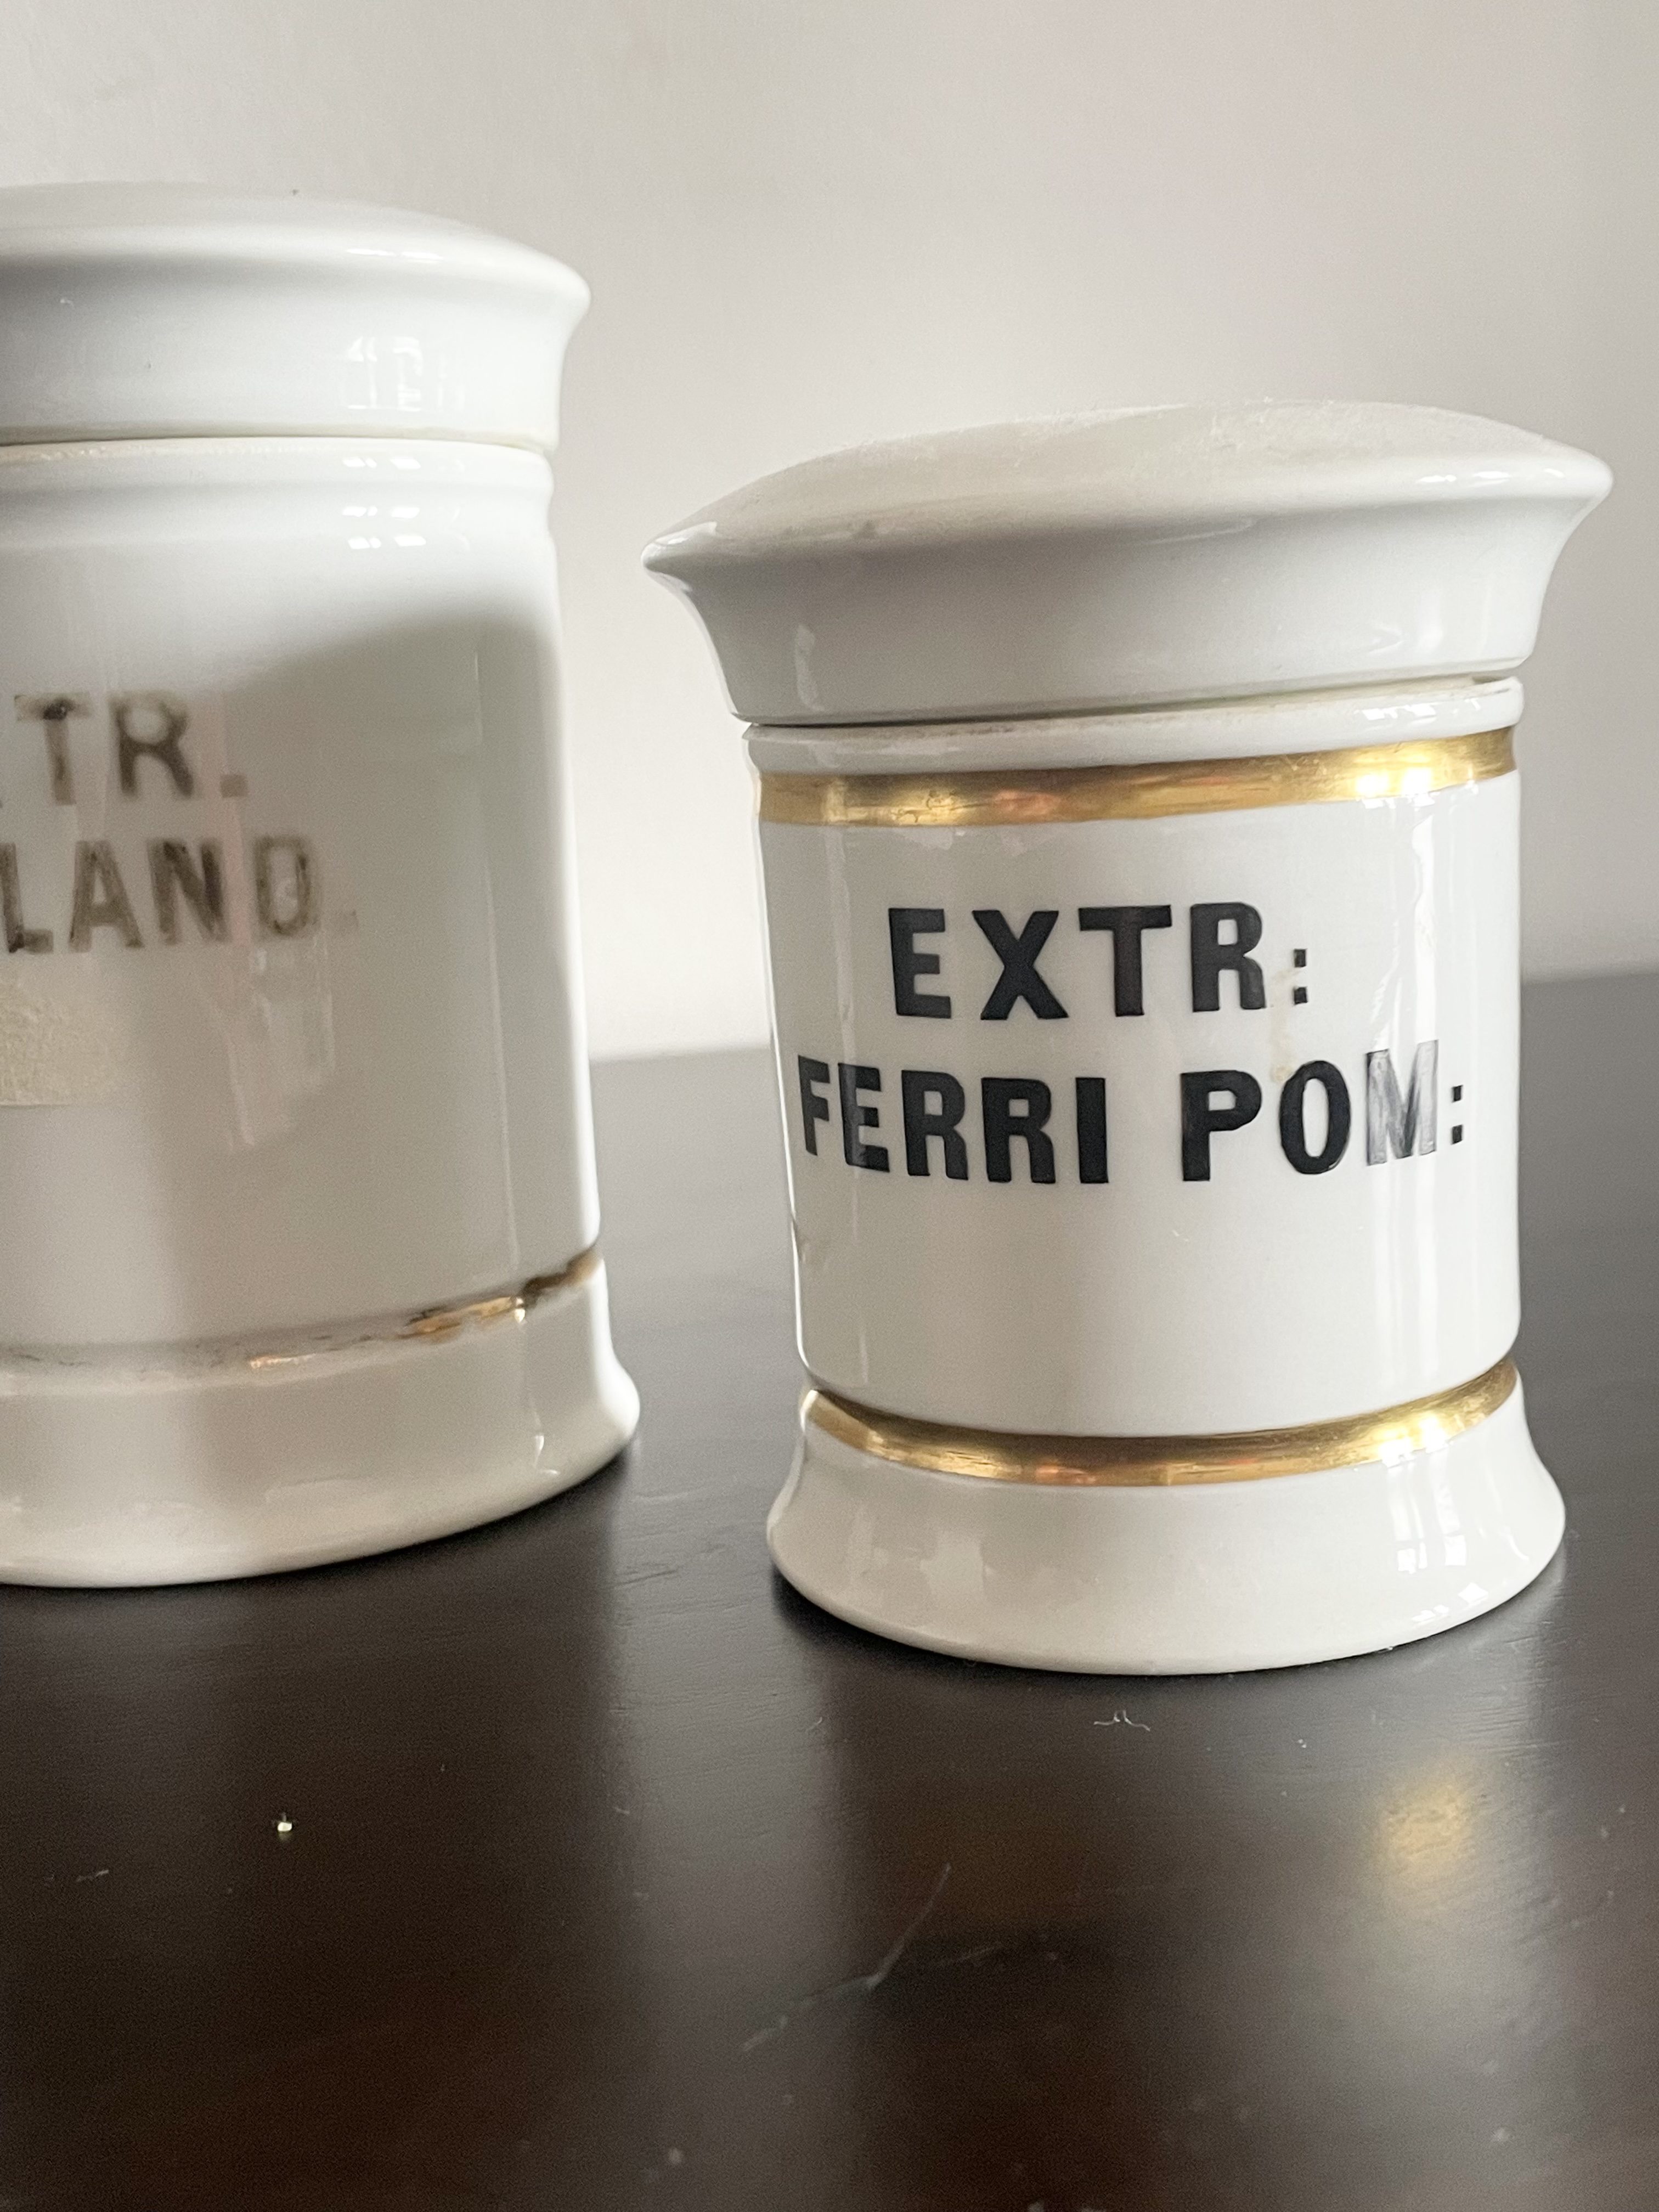 TR.
LAND.
EXTR:
FERRI POM: